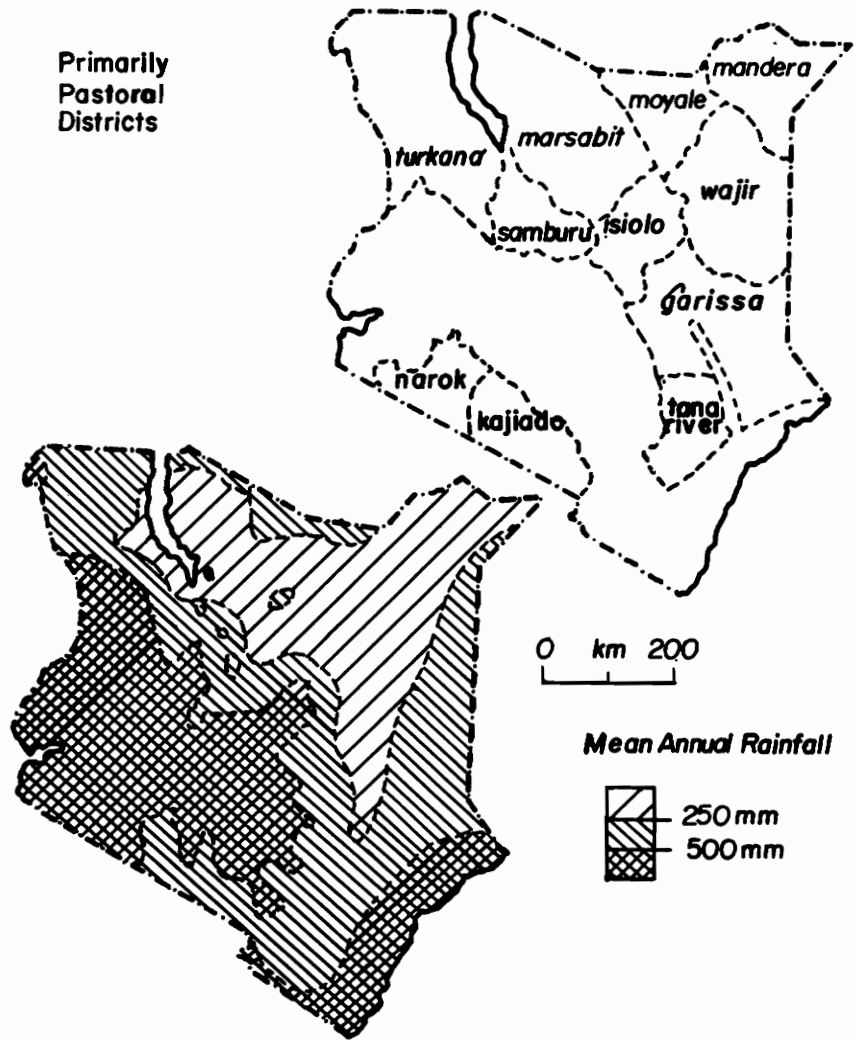 Primarily
Pastoral
Districts
mandera
moyale
marsabit
turkana
wajir
samburu
isiolo
garissa
narok
kajiado
tana
river
0 km 200
Mean Annual Rainfall
250 mm
500 mm